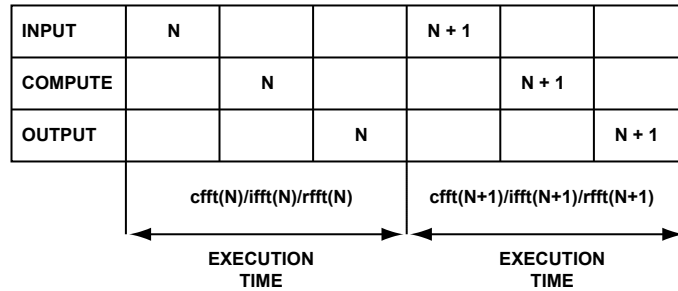 INPUT N N + 1
COMPUTE N N + 1
OUTPUT N N + 1
cfft(N)/ifft(N)/rfft(N) cfft(N+1)/ifft(N+1)/rfft(N+1)
EXECUTION TIME EXECUTION TIME